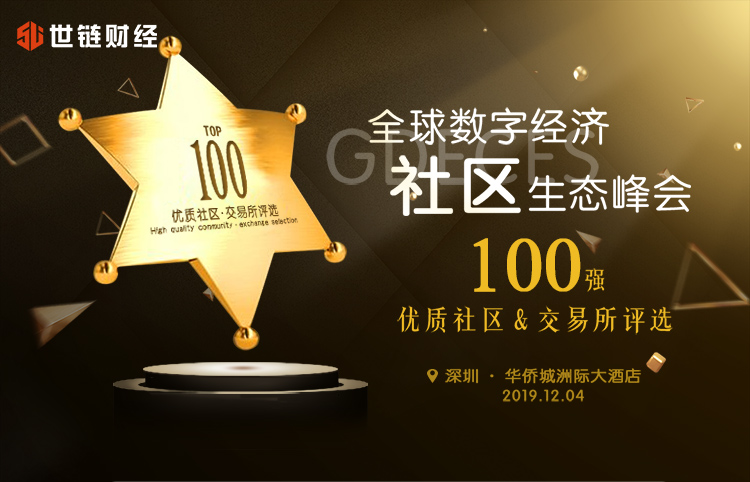 世链财经
TOP
100
优质社区·交易所评选
High quality community · exchange selection
GDECES
全球数字经济
社区生态峰会
100强
优质社区 & 交易所评选
深圳 · 华侨城洲际大酒店
2019.12.04